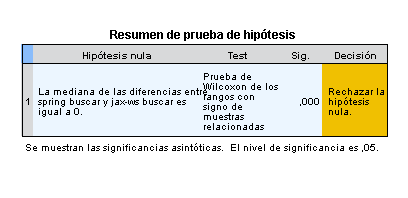 Resumen de prueba de hipótesis
Hipótesis nula Test Sig. Decisión
1 La mediana de las diferencias entre spring buscar y jax-ws buscar es igual a 0. Prueba de Wilcoxon de los rangos con signo de muestras relacionadas ,000 Rechazar la hipótesis nula.
Se muestran las significancias asintóticas. El nivel de significancia es ,05.